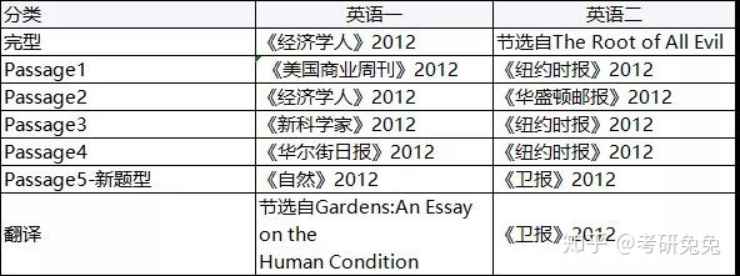 分类 英语一 英语二
完型 《经济学人》2012 节选自The Root of All Evil
Passage1 《美国商业周刊》2012 《纽约时报》2012
Passage2 《经济学人》2012 《华盛顿邮报》2012
Passage3 《新科学家》2012 《纽约时报》2012
Passage4 《华尔街日报》2012 《纽约时报》2012
Passage5-新题型 《自然》2012 《卫报》2012
翻译 节选自Gardens:An Essay
on the
Human Condition
《卫报》2012
知乎 @考研兔兔